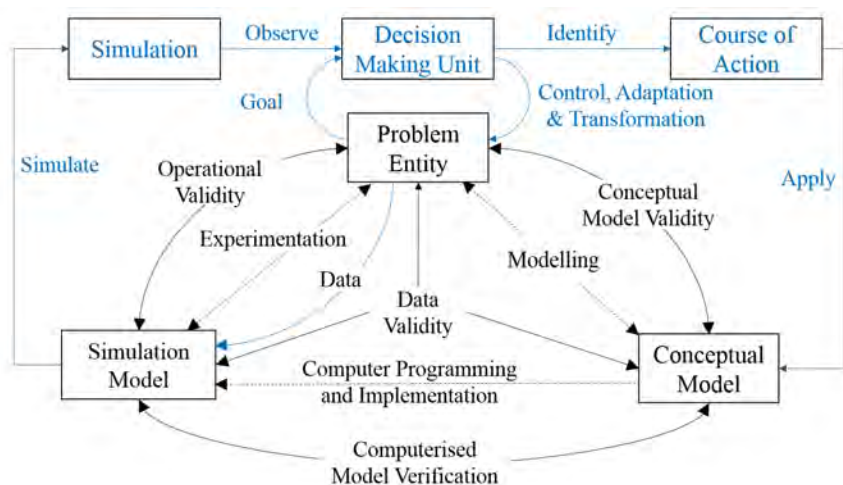 Simulation
Observe
Decision
Making Unit
Identify
Course of
Action
Goal
Control, Adaptation
& Transformation
Problem
Entity
Simulate
Operational
Validity
Conceptual
Model Validity
Apply
Experimentation
Modelling
Data
Data
Validity
Simulation
Model
Computer Programming
and Implementation
Conceptual
Model
Computerised
Model Verification